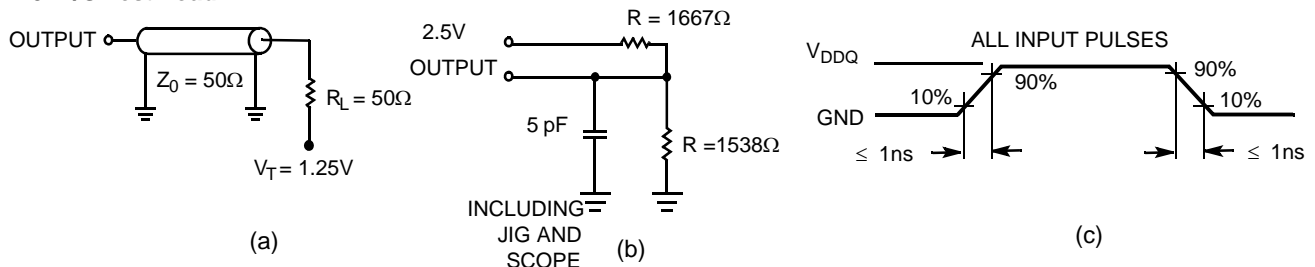 OUTPUT
Z0 = 50Ω
RL = 50Ω
VT = 1.25V
(a)
R = 1667Ω
2.5V
OUTPUT
5 pF
R =1538Ω
INCLUDING
JIG AND
SCOPE
(b)
ALL INPUT PULSES
VDDQ
GND
10%
90%
90%
10%
≤ 1ns
≤ 1ns
(c)